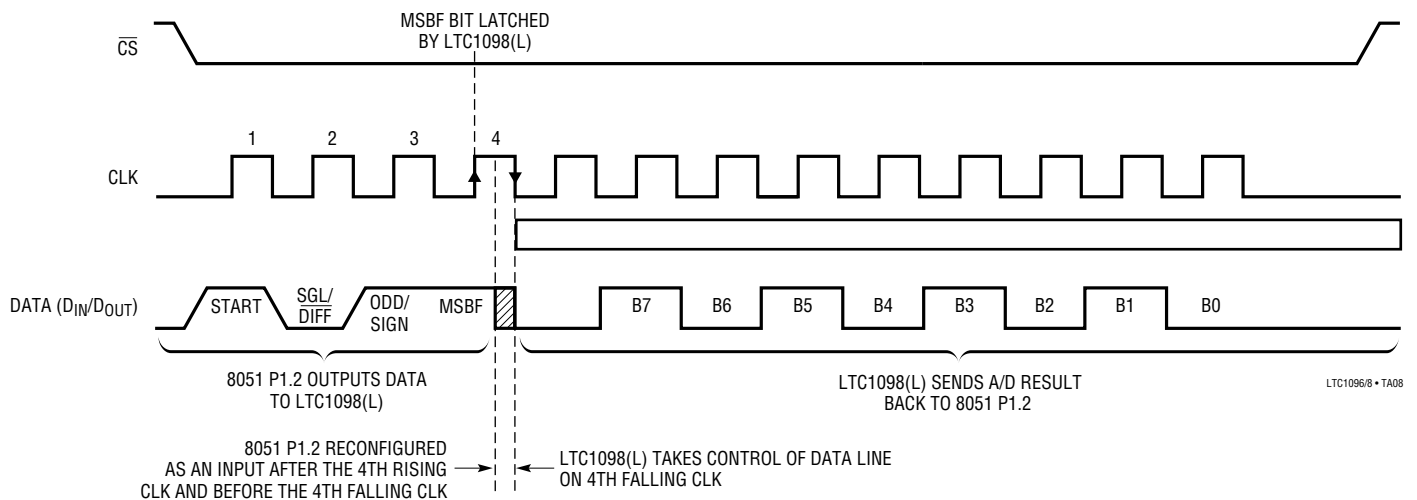 MSBF BIT LATCHED
BY LTC1098(L)
CS
1 2 3 4
CLK
DATA (DIN/DOUT)
START
SGL/
DIFF
ODD/
SIGN
MSBF
B7 B6 B5 B4 B3 B2 B1 B0
8051 P1.2 OUTPUTS DATA
TO LTC1098(L)
LTC1098(L) SENDS A/D RESULT
BACK TO 8051 P1.2
LTC1096/8 • TA08
8051 P1.2 RECONFIGURED
AS AN INPUT AFTER THE 4TH RISING
CLK AND BEFORE THE 4TH FALLING CLK
LTC1098(L) TAKES CONTROL OF DATA LINE
ON 4TH FALLING CLK